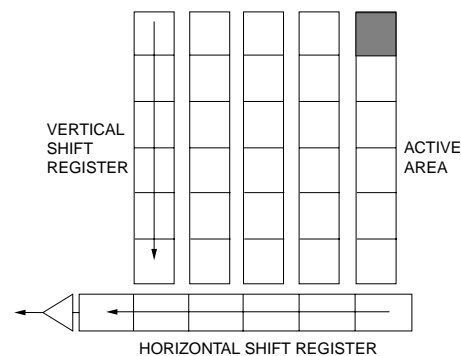 VERTICAL
SHIFT
REGISTER
ACTIVE
AREA
HORIZONTAL SHIFT REGISTER